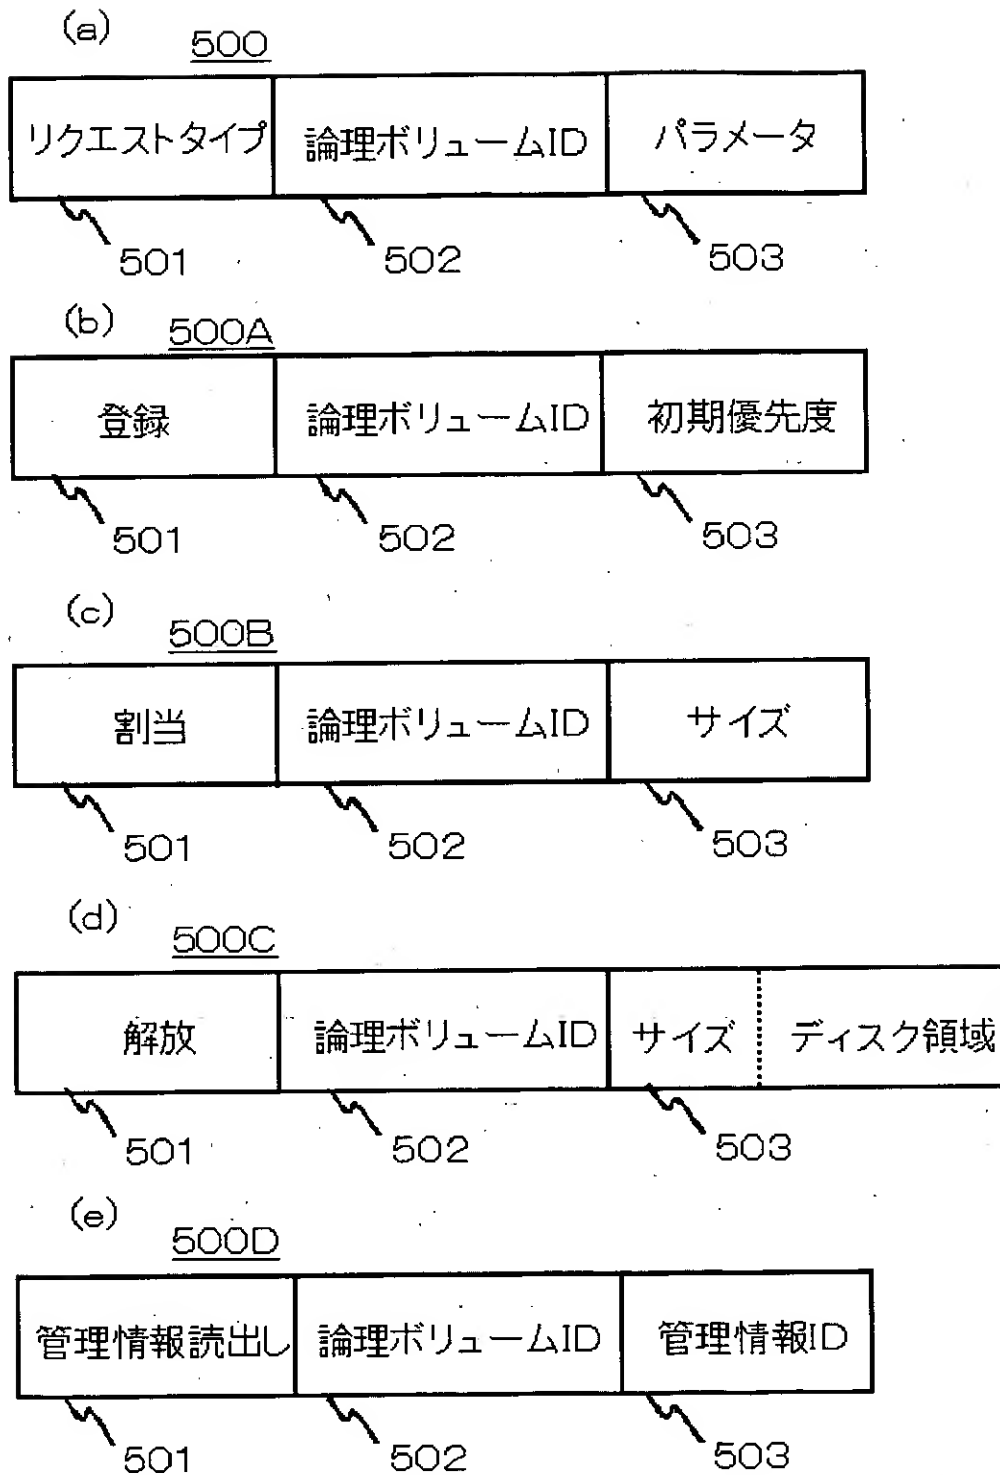 (a)
500
リクエストタイプ 論理ボリュームID パラメータ
501 502 503
(b)
500A
登録 論理ボリュームID 初期優先度
501 502 503
(c)
500B
割当 論理ボリュームID サイズ
501 502 503
(d)
500C
解放 論理ボリュームID サイズ ディスク領域
501 502 503
(e)
500D
管理情報読出し 論理ボリュームID 管理情報ID
501 502 503